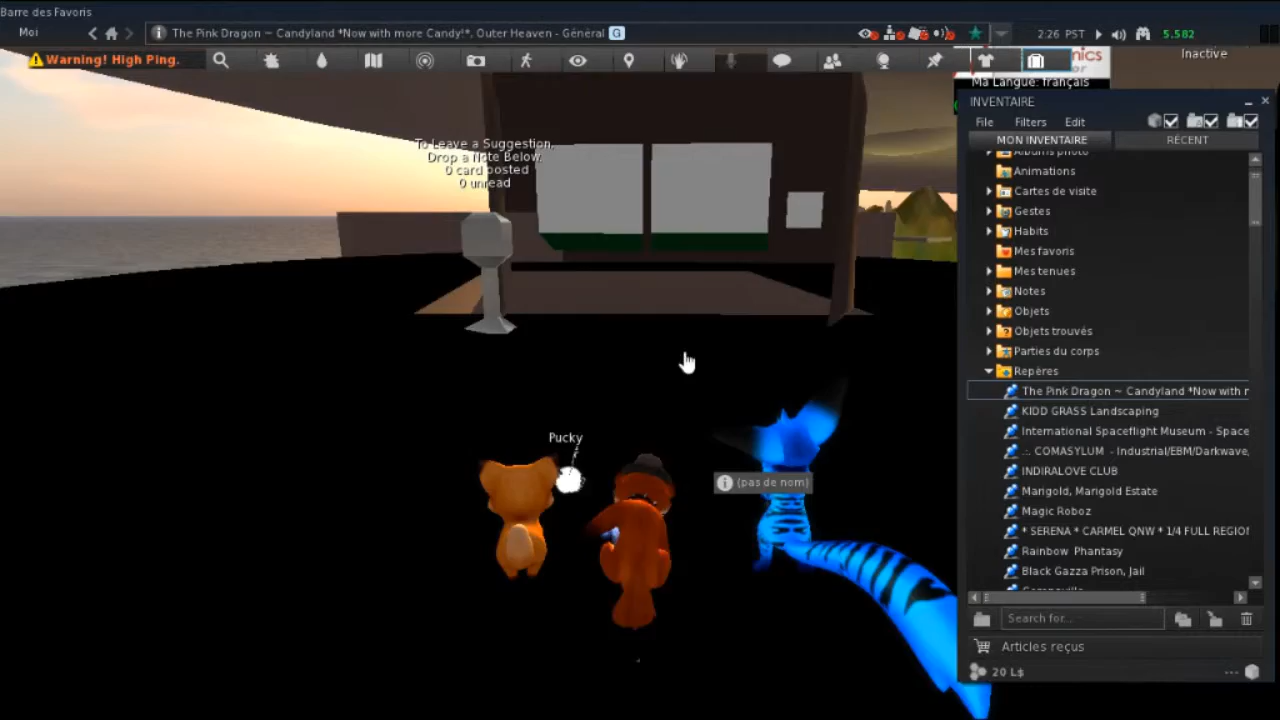 Barre des Favoris
Moi
The Pink Dragon ~ Candyland *Now with more Candy!*, Outer Heaven - Général
G
2:26 PST
5.582
Warning! High Ping.
Inactive
nics
or
Ma Langue: français
To Leave a Suggestion,
Drop a Note Below.
0 card posted
0 unread
INVENTAIRE
File Filters Edit
MON INVENTAIRE RÉCENT
Albums photo
Animations
Cartes de visite
Gestes
Habits
Mes favoris
Mes tenues
Notes
Objets
Objets trouvés
Parties du corps
Repères
The Pink Dragon ~ Candyland *Now with r
KIDD GRASS Landscaping
International Spaceflight Museum - Space
.:. COMASYLUM - Industrial/EBM/Darkwave,
INDIRALOVE CLUB
Marigold, Marigold Estate
Magic Roboz
* SERENA * CARMEL QNW * 1/4 FULL REGION
Rainbow Phantasy
Black Gazza Prison, Jail
Search for...
Articles reçus
20 L$
Pucky
(pas de nom)